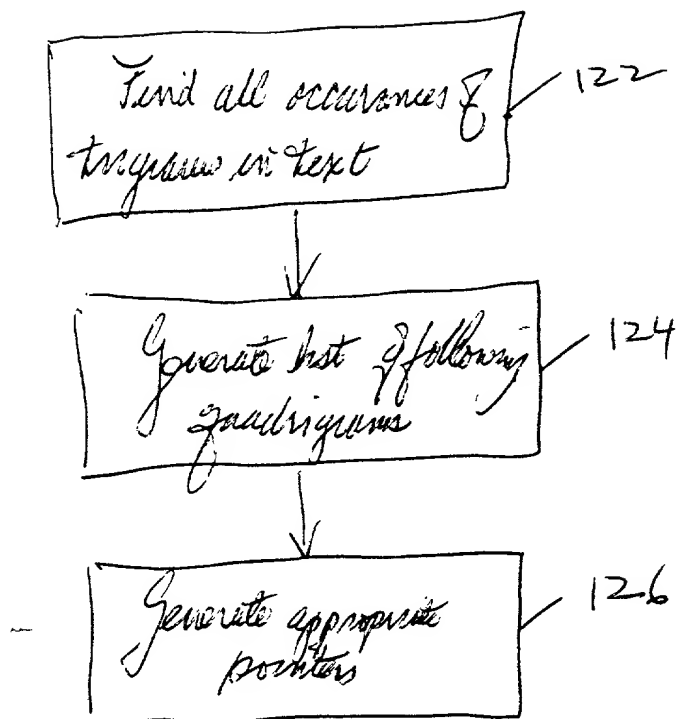 Find all occurances of
trigrams in text
122
Generate list of following
quadrigrams
124
Generate appropriate
pointers
126